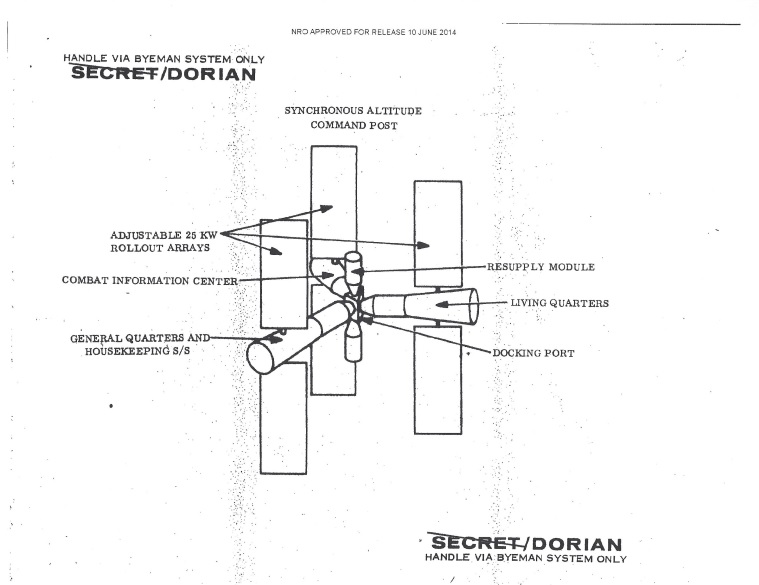 NRO APPROVED FOR RELEASE 10 JUNE 2014
HANDLE VIA BYEMAN SYSTEM ONLY
SECRET/DORIAN
SYNCHRONOUS ALTITUDE
COMMAND POST
ADJUSTABLE 25 KW
ROLLOUT ARRAYS
COMBAT INFORMATION CENTER
RESUPPLY MODULE
LIVING QUARTERS
GENERAL QUARTERS AND
HOUSEKEEPING S/S
DOCKING PORT
SECRET/DORIAN
HANDLE VIA BYEMAN SYSTEM ONLY